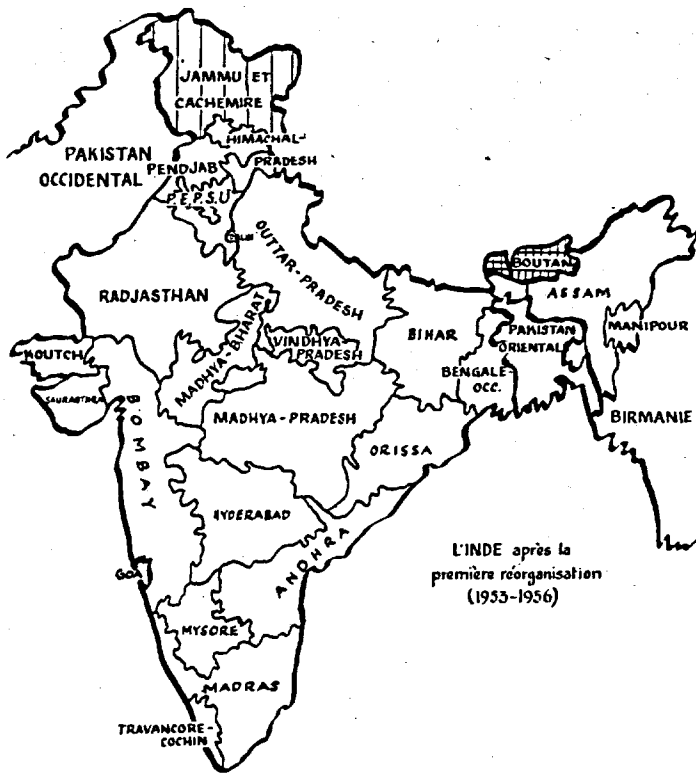 JAMMU ET
CACHEMIRE
HIMACHAL-
PRADESH
PAKISTAN
OCCIDENTAL
PENDJAB
P.E.P.S.U
OUTTAR-PRADESH
BOUTAN
ASSAM
RADJASTHAN
MADHYA-BHARAT
VINDHYA-
PRADESH
BIHAR
PAKISTAN
ORIENTAL
MANIPOUR
KOUTCH
SAURASTHRA
BENGALE-
OCC.
BIRMANIE
BOMBAY
MADHYA-PRADESH
ORISSA
HYDERABAD
ANDHRA
GOA
L'INDE après la
première réorganisation
(1953-1956)
MYSORE
MADRAS
TRAVANCORE-
COCHIN